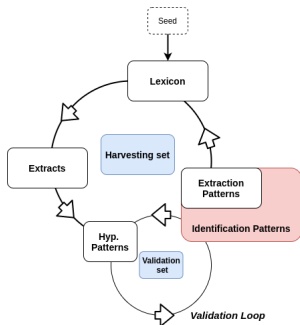 Seed
Lexicon
Harvesting set
Extracts
Extraction
Patterns
Identification Patterns
Hyp.
Patterns
Validation
set
Validation Loop